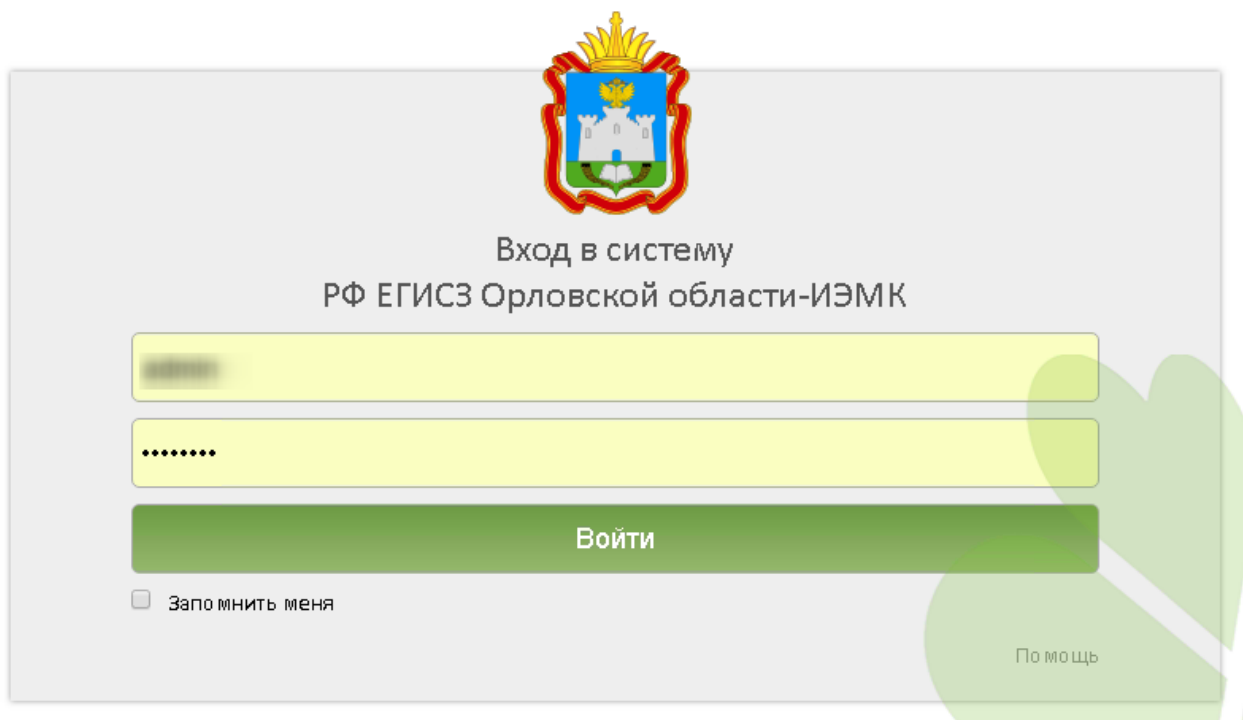 Вход в систему
РФ ЕГИСЗ Орловской области-ИЭМК
••••••••
Войти
Запомнить меня
Помощь